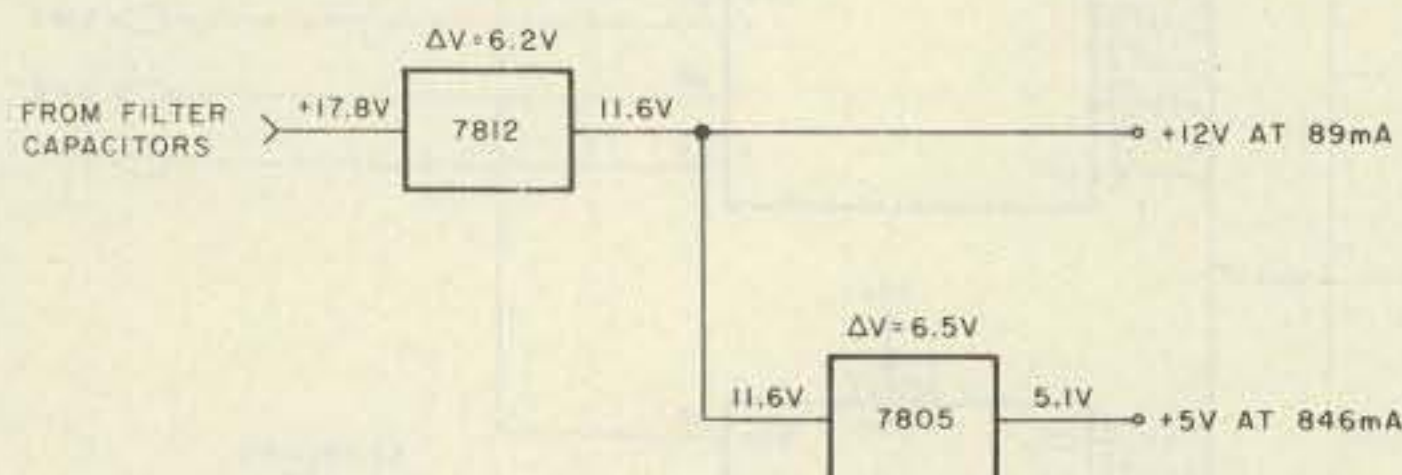 ΔV=6.2V
FROM FILTER
CAPACITORS
+17.8V
7812
11.6V
+12V AT 89mA
ΔV=6.5V
11.6V
7805
5.1V
+5V AT 846mA